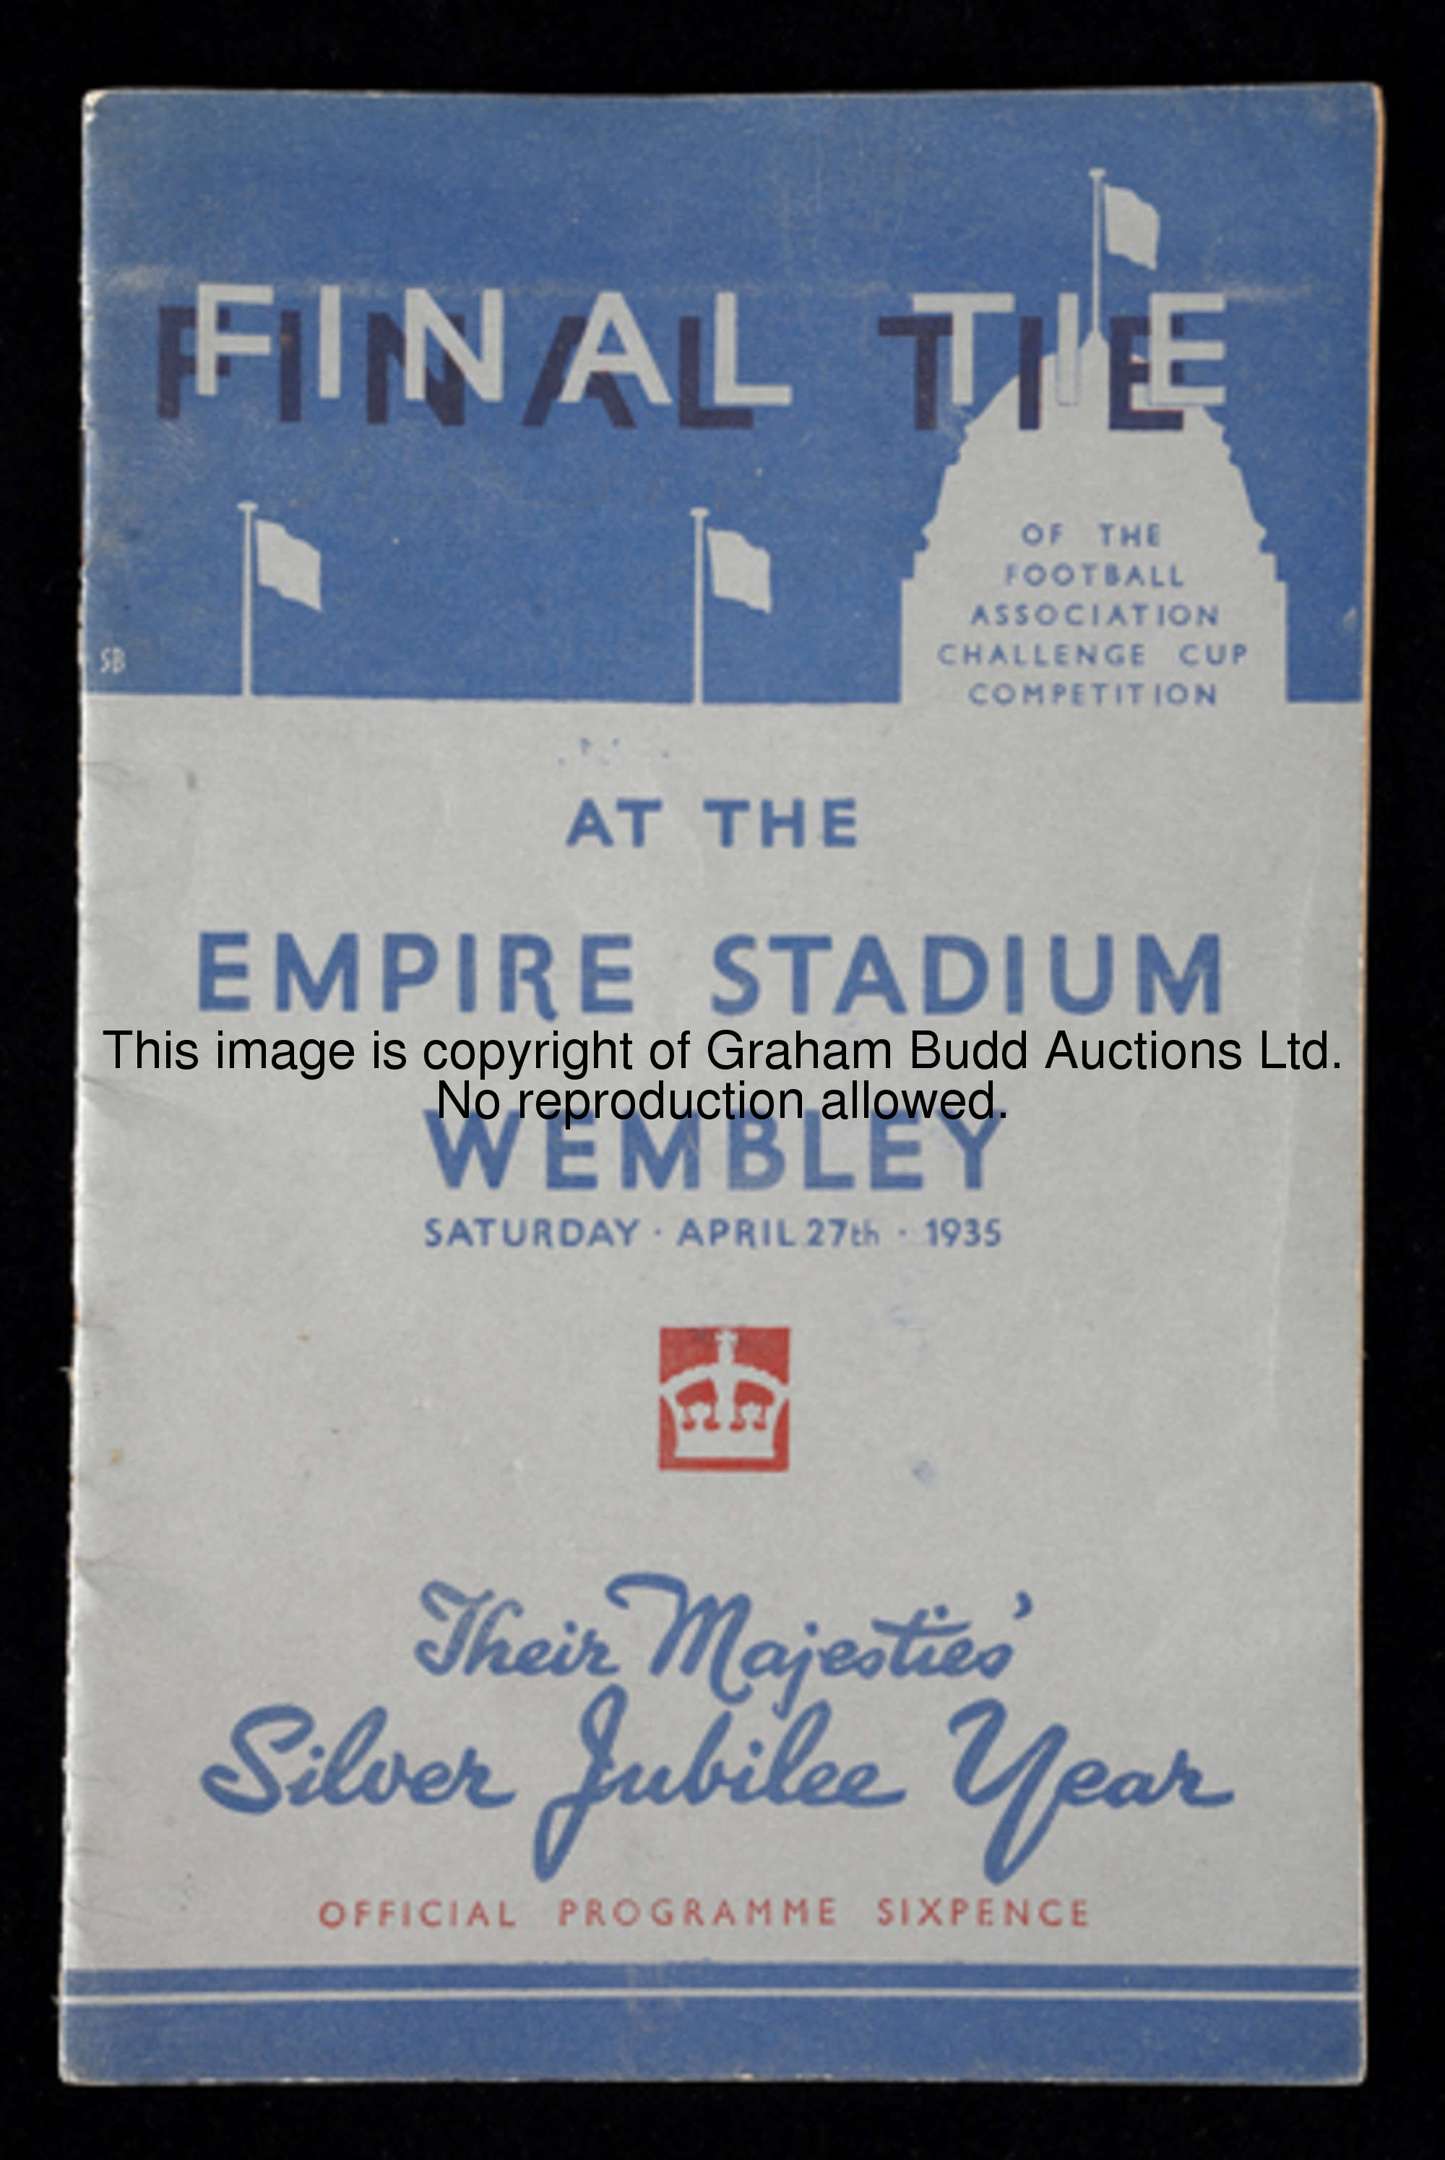 FINAL TIE
OF THE
FOOTBALL
ASSOCIATION
CHALLENGE CUP
COMPETITION
SB
AT THE
EMPIRE STADIUM
This image is copyright of Graham Budd Auctions Ltd.
No reproduction allowed.
WEMBLEY
SATURDAY · APRIL 27th · 1935
Their Majesties'
Silver Jubilee Year
OFFICIAL PROGRAMME SIXPENCE